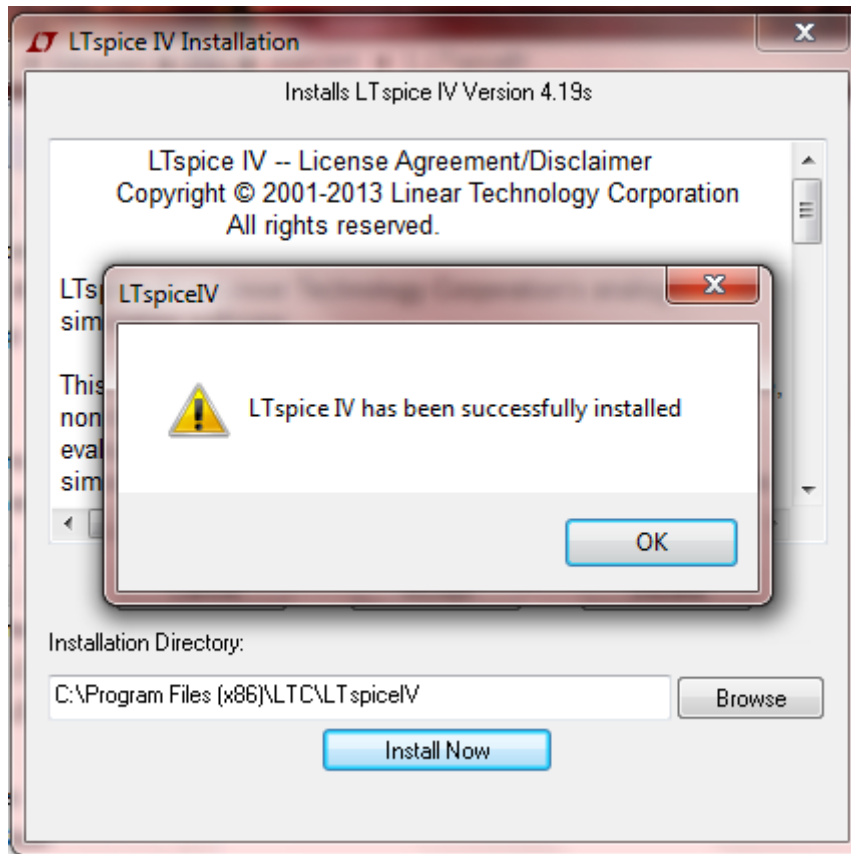 LTspice IV Installation
Installs LTspice IV Version 4.19s
LTspice IV -- License Agreement/Disclaimer
Copyright © 2001-2013 Linear Technology Corporation
All rights reserved.
LTspiceIV
LTspice IV has been successfully installed
This
OK
Installation Directory:
C:\Program Files (x86)\LTC\LTspiceIV
Browse
Install Now